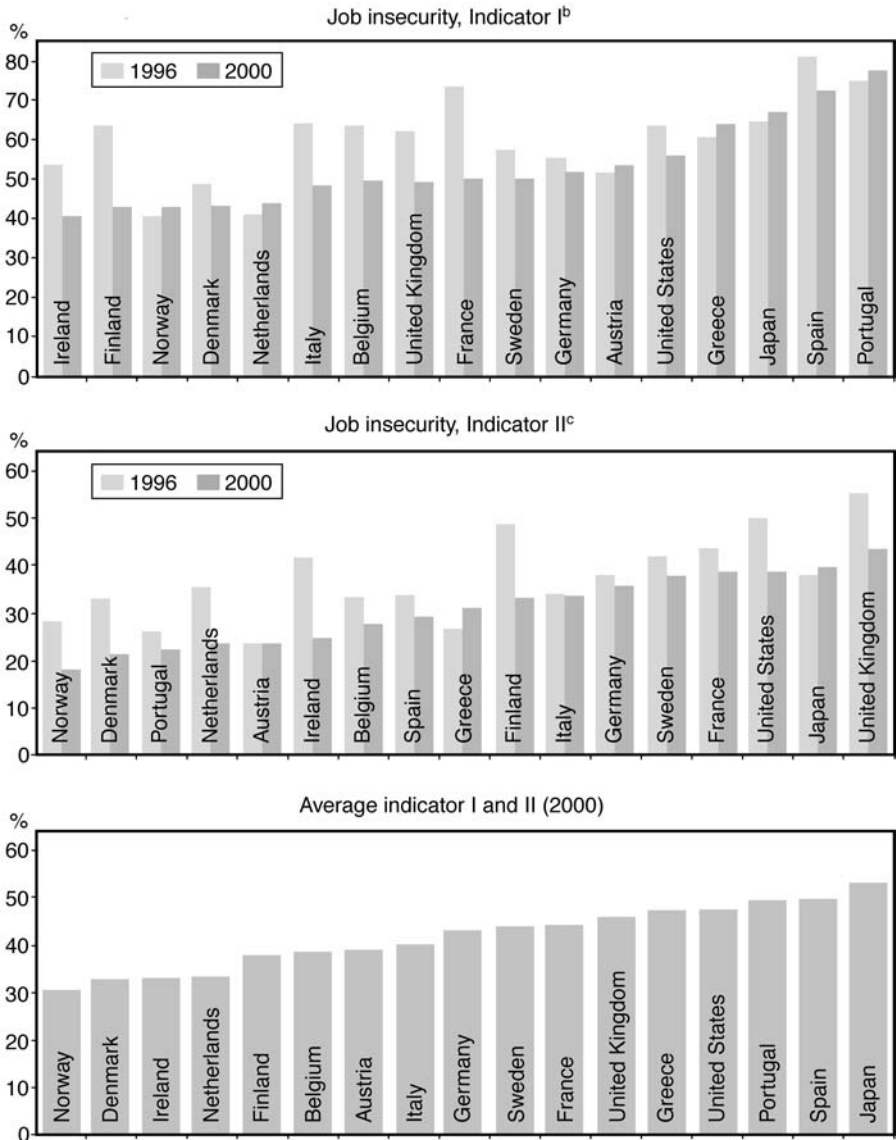 Job insecurity, Indicator Iᵇ
%
1996 2000
80
70
60
50
40
30
20
10
0
Ireland
Finland
Norway
Denmark
Netherlands
Italy
Belgium
United Kingdom
France
Sweden
Germany
Austria
United States
Greece
Japan
Spain
Portugal
Job insecurity, Indicator IIᶜ
%
1996 2000
60
50
40
30
20
10
0
Norway
Denmark
Portugal
Netherlands
Austria
Ireland
Belgium
Spain
Greece
Finland
Italy
Germany
Sweden
France
United States
Japan
United Kingdom
Average indicator I and II (2000)
%
60
50
40
30
20
10
0
Norway
Denmark
Ireland
Netherlands
Finland
Belgium
Austria
Italy
Germany
Sweden
France
United Kingdom
Greece
United States
Portugal
Spain
Japan